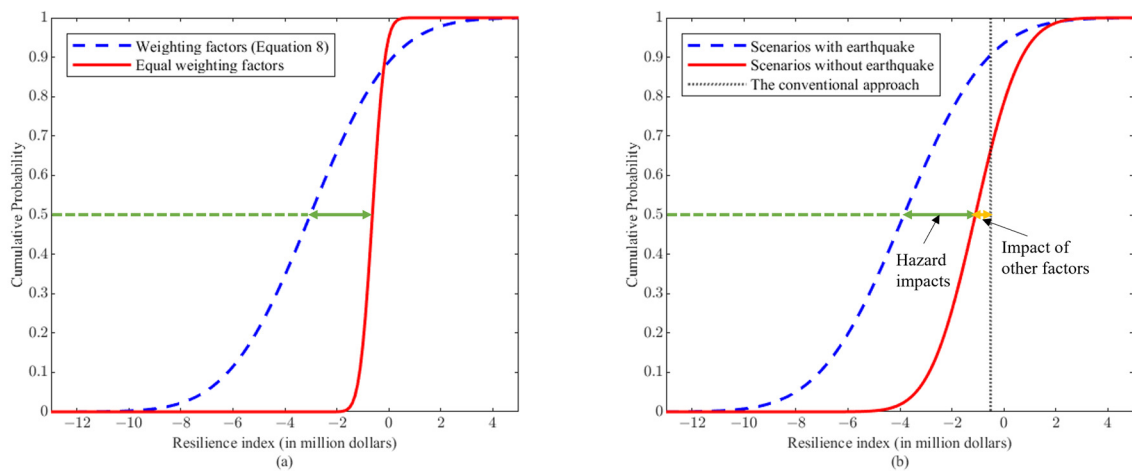 1
0.9
0.8
0.7
0.6
0.5
0.4
0.3
0.2
0.1
0
Cumulative Probability
Weighting factors (Equation 8)
Equal weighting factors
−12
−10
−8
−6
−4
−2
0
2
4
Resilience index (in million dollars)
(a)
1
0.9
0.8
0.7
0.6
0.5
0.4
0.3
0.2
0.1
0
Cumulative Probability
Scenarios with earthquake
Scenarios without earthquake
The conventional approach
Hazard
impacts
Impact of
other factors
−12
−10
−8
−6
−4
−2
0
2
4
Resilience index (in million dollars)
(b)